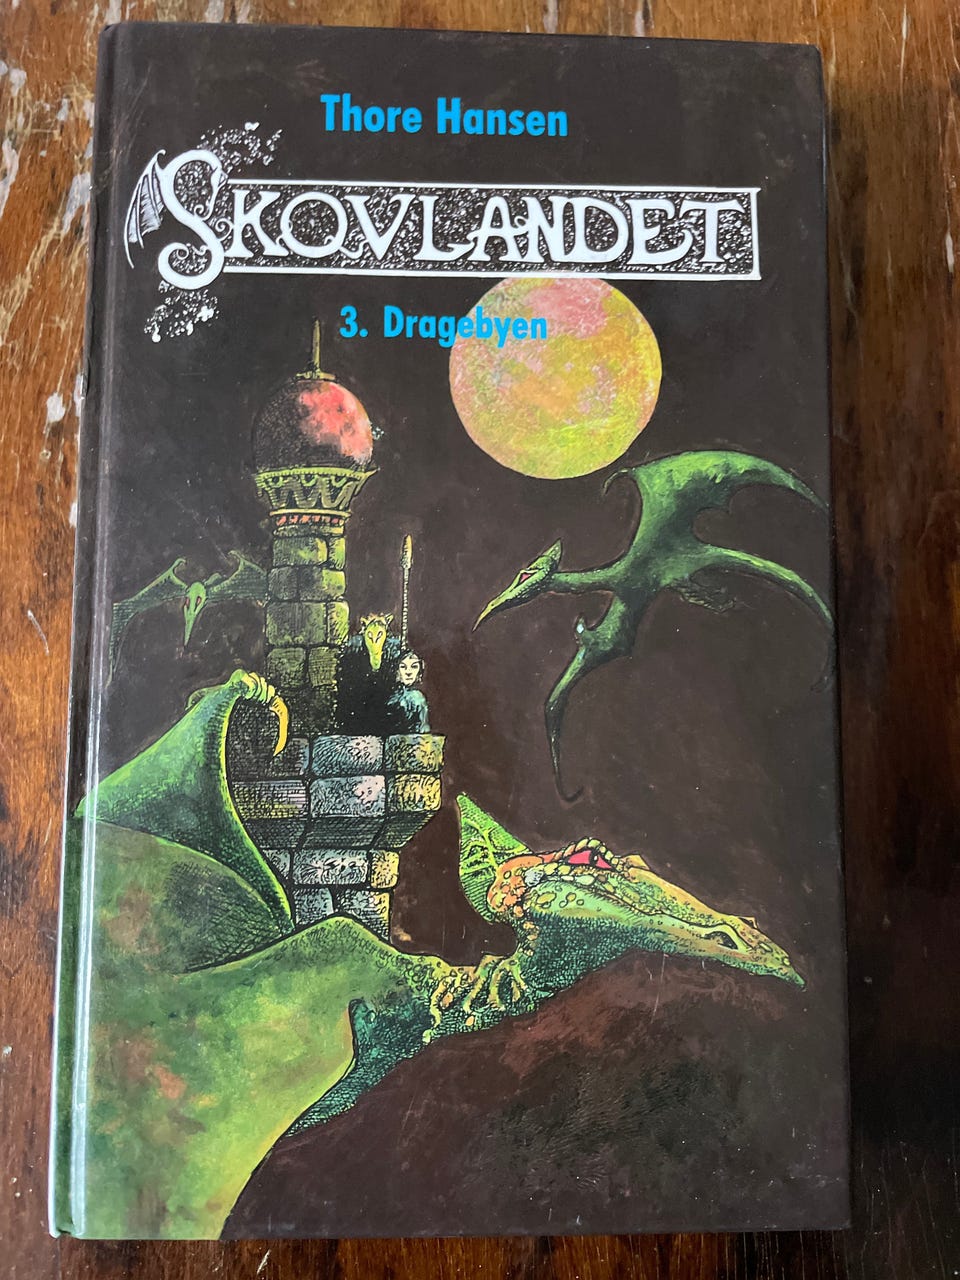 Thore Hansen
SKOVLANDET
3. Dragebyen